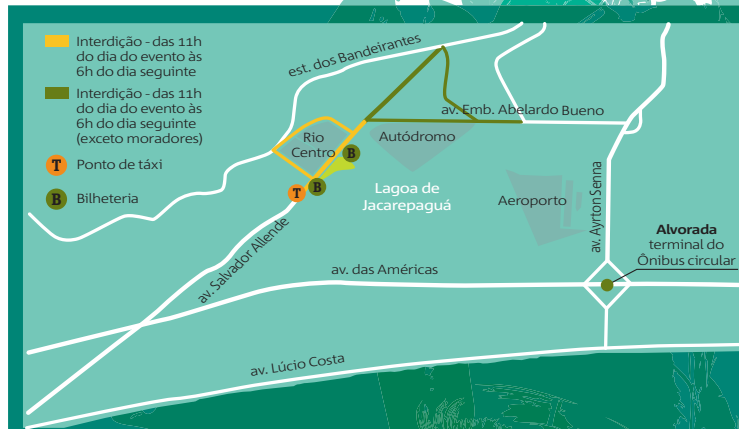 Interdição - das 11h
do dia do evento às
6h do dia seguinte
Interdição - das 11h
do dia do evento às
6h do dia seguinte
(exceto moradores)
T Ponto de táxi
B Bilheteria
est. dos Bandeirantes
av. Emb. Abelardo Bueno
Rio
Centro
Autódromo
B
T
B
Lagoa de
Jacarepaguá
Aeroporto
av. Ayrton Senna
Alvorada
terminal do
Ônibus circular
av. Salvador Allende
av. das Américas
av. Lúcio Costa